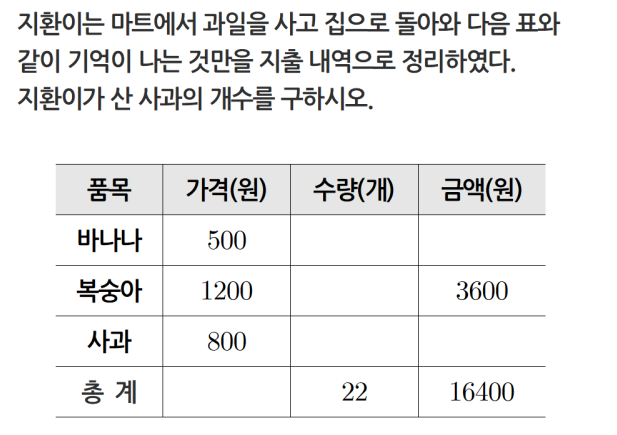 지환이는 마트에서 과일을 사고 집으로 돌아와 다음 표와
같이 기억이 나는 것만을 지출 내역으로 정리하였다.
지환이가 산 사과의 개수를 구하시오.
품목 가격(원) 수량(개) 금액(원)
바나나 500
복숭아 1200 3600
사과 800
총 계 22 16400